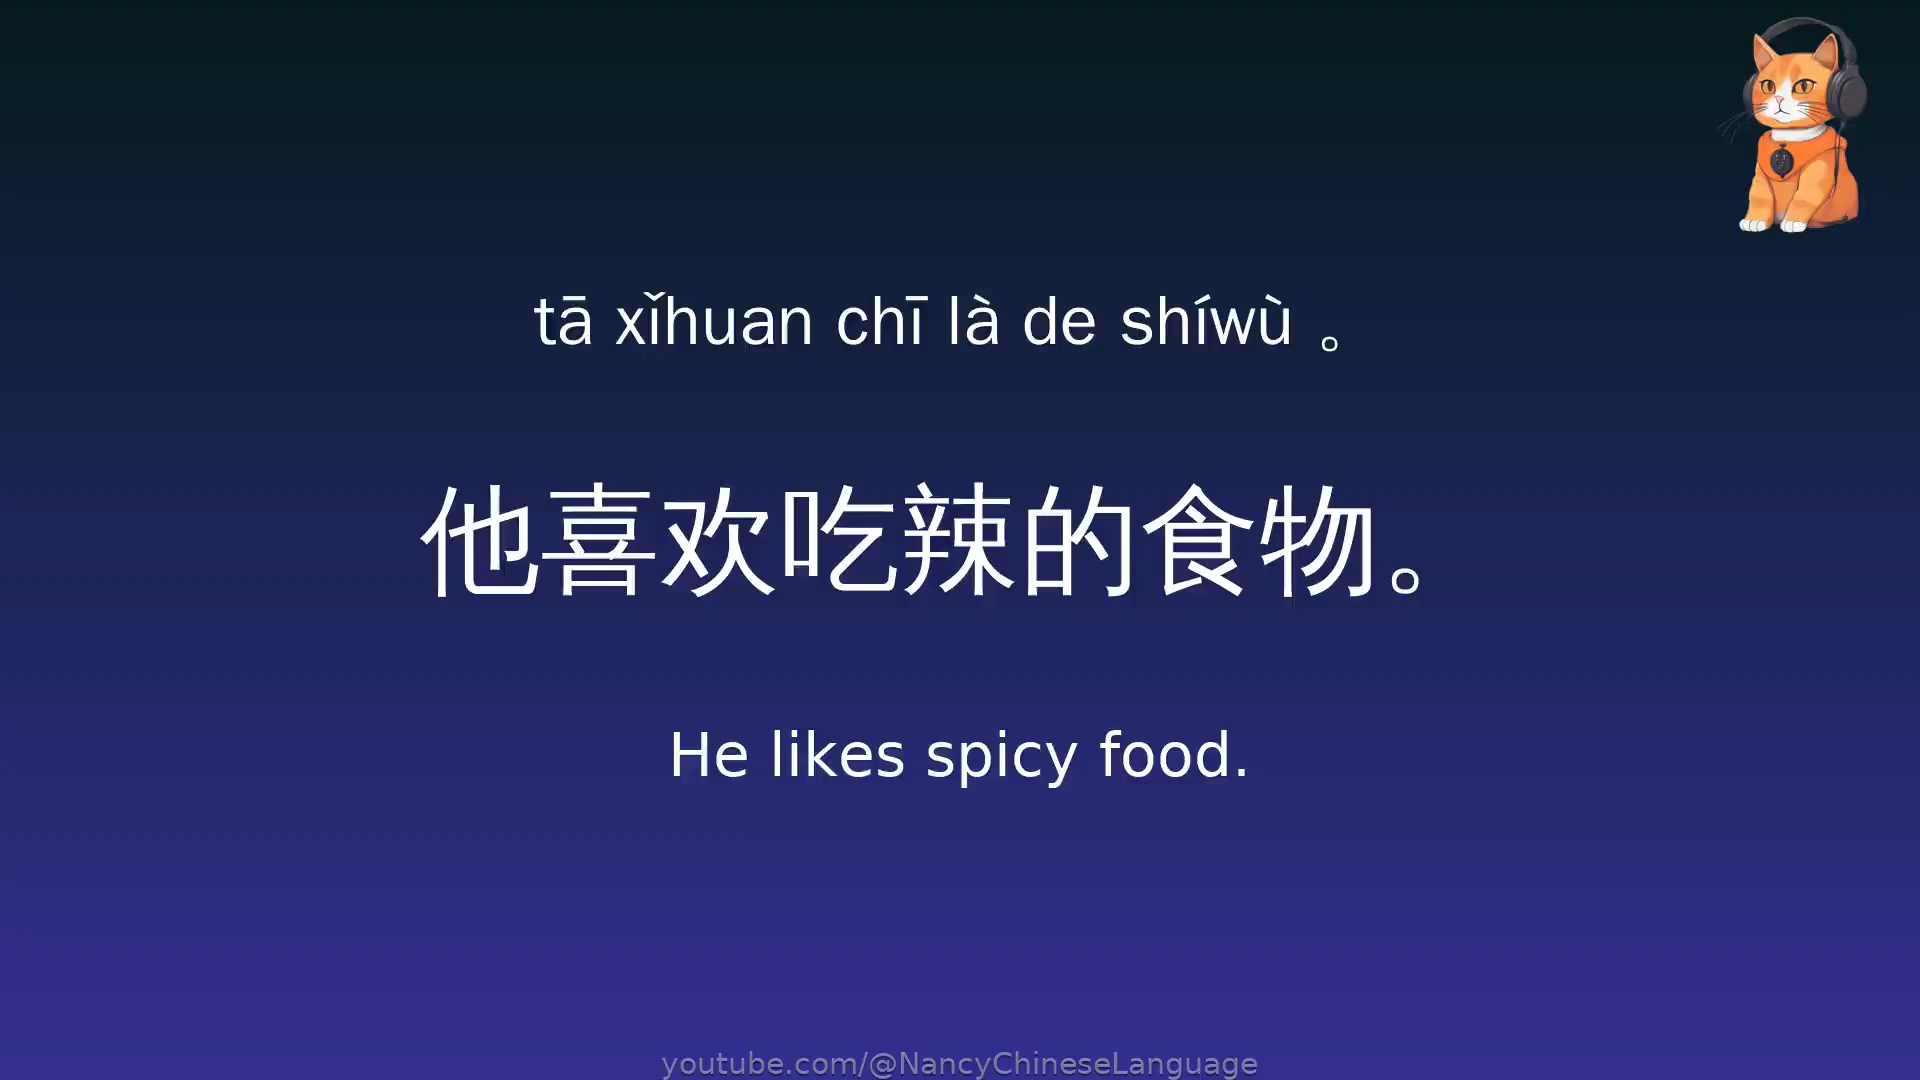 tā xǐhuan chī là de shíwù 。
他喜欢吃辣的食物。
He likes spicy food.
youtube.com/@NancyChineseLanguage